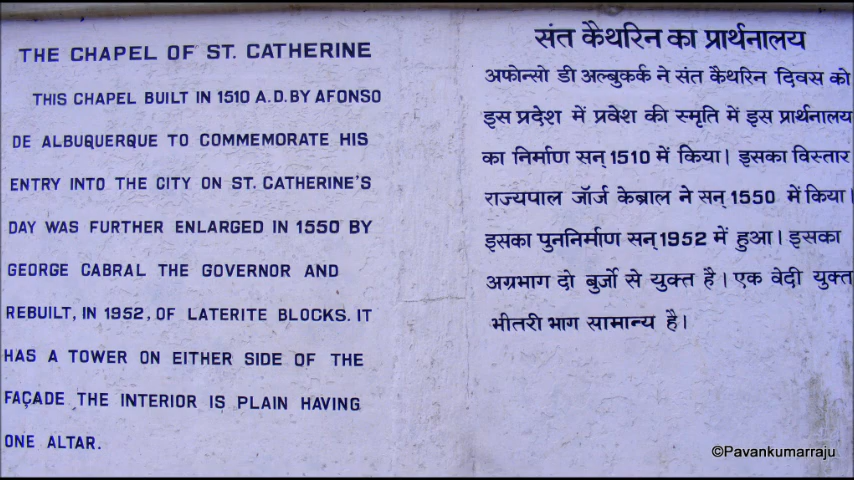 THE CHAPEL OF ST. CATHERINE
THIS CHAPEL BUILT IN 1510 A.D. BY AFONSO
DE ALBUQUERQUE TO COMMEMORATE HIS
ENTRY INTO THE CITY ON ST. CATHERINE'S
DAY WAS FURTHER ENLARGED IN 1550 BY
GEORGE CABRAL THE GOVERNOR AND
REBUILT, IN 1952, OF LATERITE BLOCKS. IT
HAS A TOWER ON EITHER SIDE OF THE
FAÇADE THE INTERIOR IS PLAIN HAVING
ONE ALTAR.
संत कैथरिन का प्रार्थनालय
अफोन्सो डी अल्बुकर्क ने संत कैथरिन दिवस को
इस प्रदेश में प्रवेश की स्मृति में इस प्रार्थनालय
का निर्माण सन् 1510 में किया। इसका विस्तार
राज्यपाल जॉर्ज केब्राल ने सन् 1550 में किया।
इसका पुननिर्माण सन् 1952 में हुआ। इसका
अग्रभाग दो बुर्जो से युक्त है। एक वेदी युक्त
भीतरी भाग सामान्य है।
©Pavankumarraju